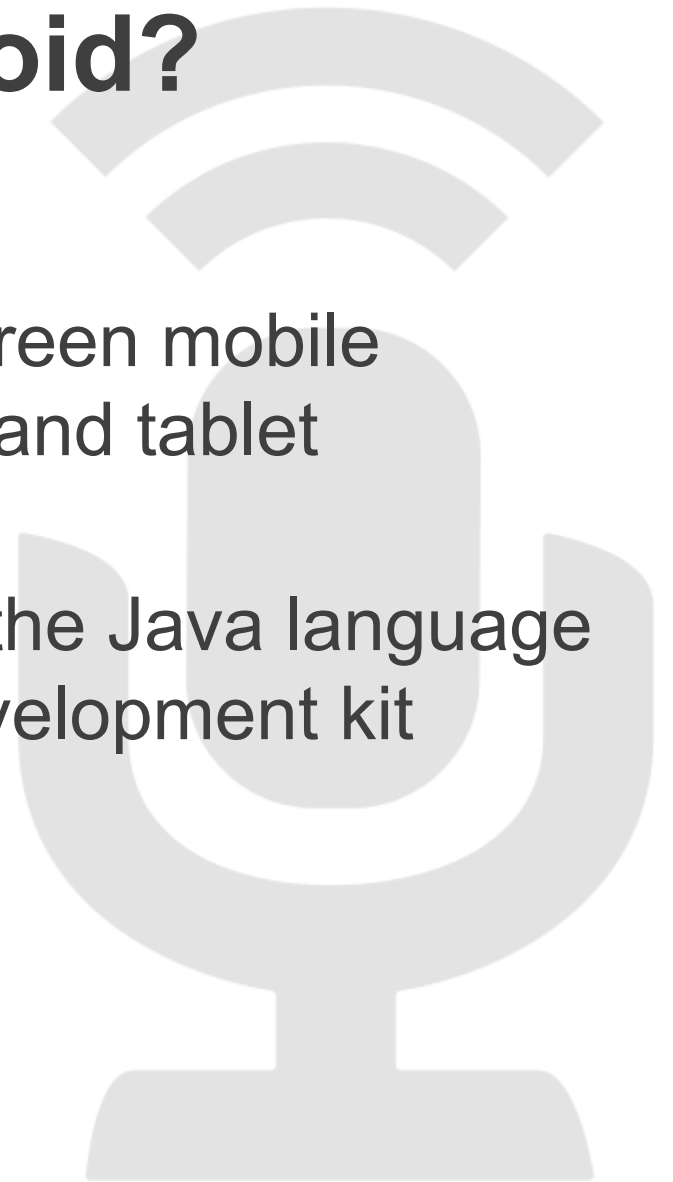 oid?
reen mobile
and tablet
the Java language
velopment kit